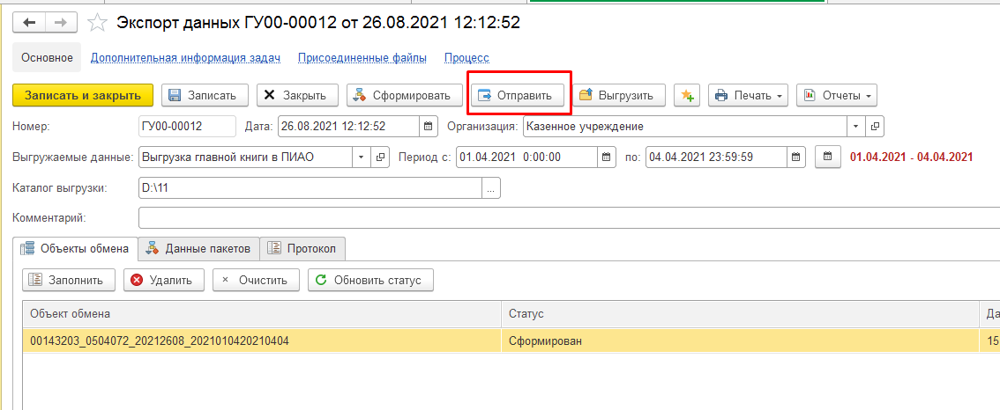 Экспорт данных ГУ00-00012 от 26.08.2021 12:12:52
Основное Дополнительная информация задач Присоединенные файлы Процесс
Записать и закрыть Записать Закрыть Сформировать Отправить Выгрузить Печать Отчеты
Номер: ГУ00-00012 Дата: 26.08.2021 12:12:52 Организация: Казенное учреждение
Выгружаемые данные: Выгрузка главной книги в ПИАО Период с: 01.04.2021 0:00:00 по: 04.04.2021 23:59:59 01.04.2021 - 04.04.2021
Каталог выгрузки: D:\11 ...
Комментарий:
Объекты обмена Данные пакетов Протокол
Заполнить Удалить Очистить Обновить статус
Объект обмена Статус Да
00143203_0504072_20212608_2021010420210404 Сформирован 15